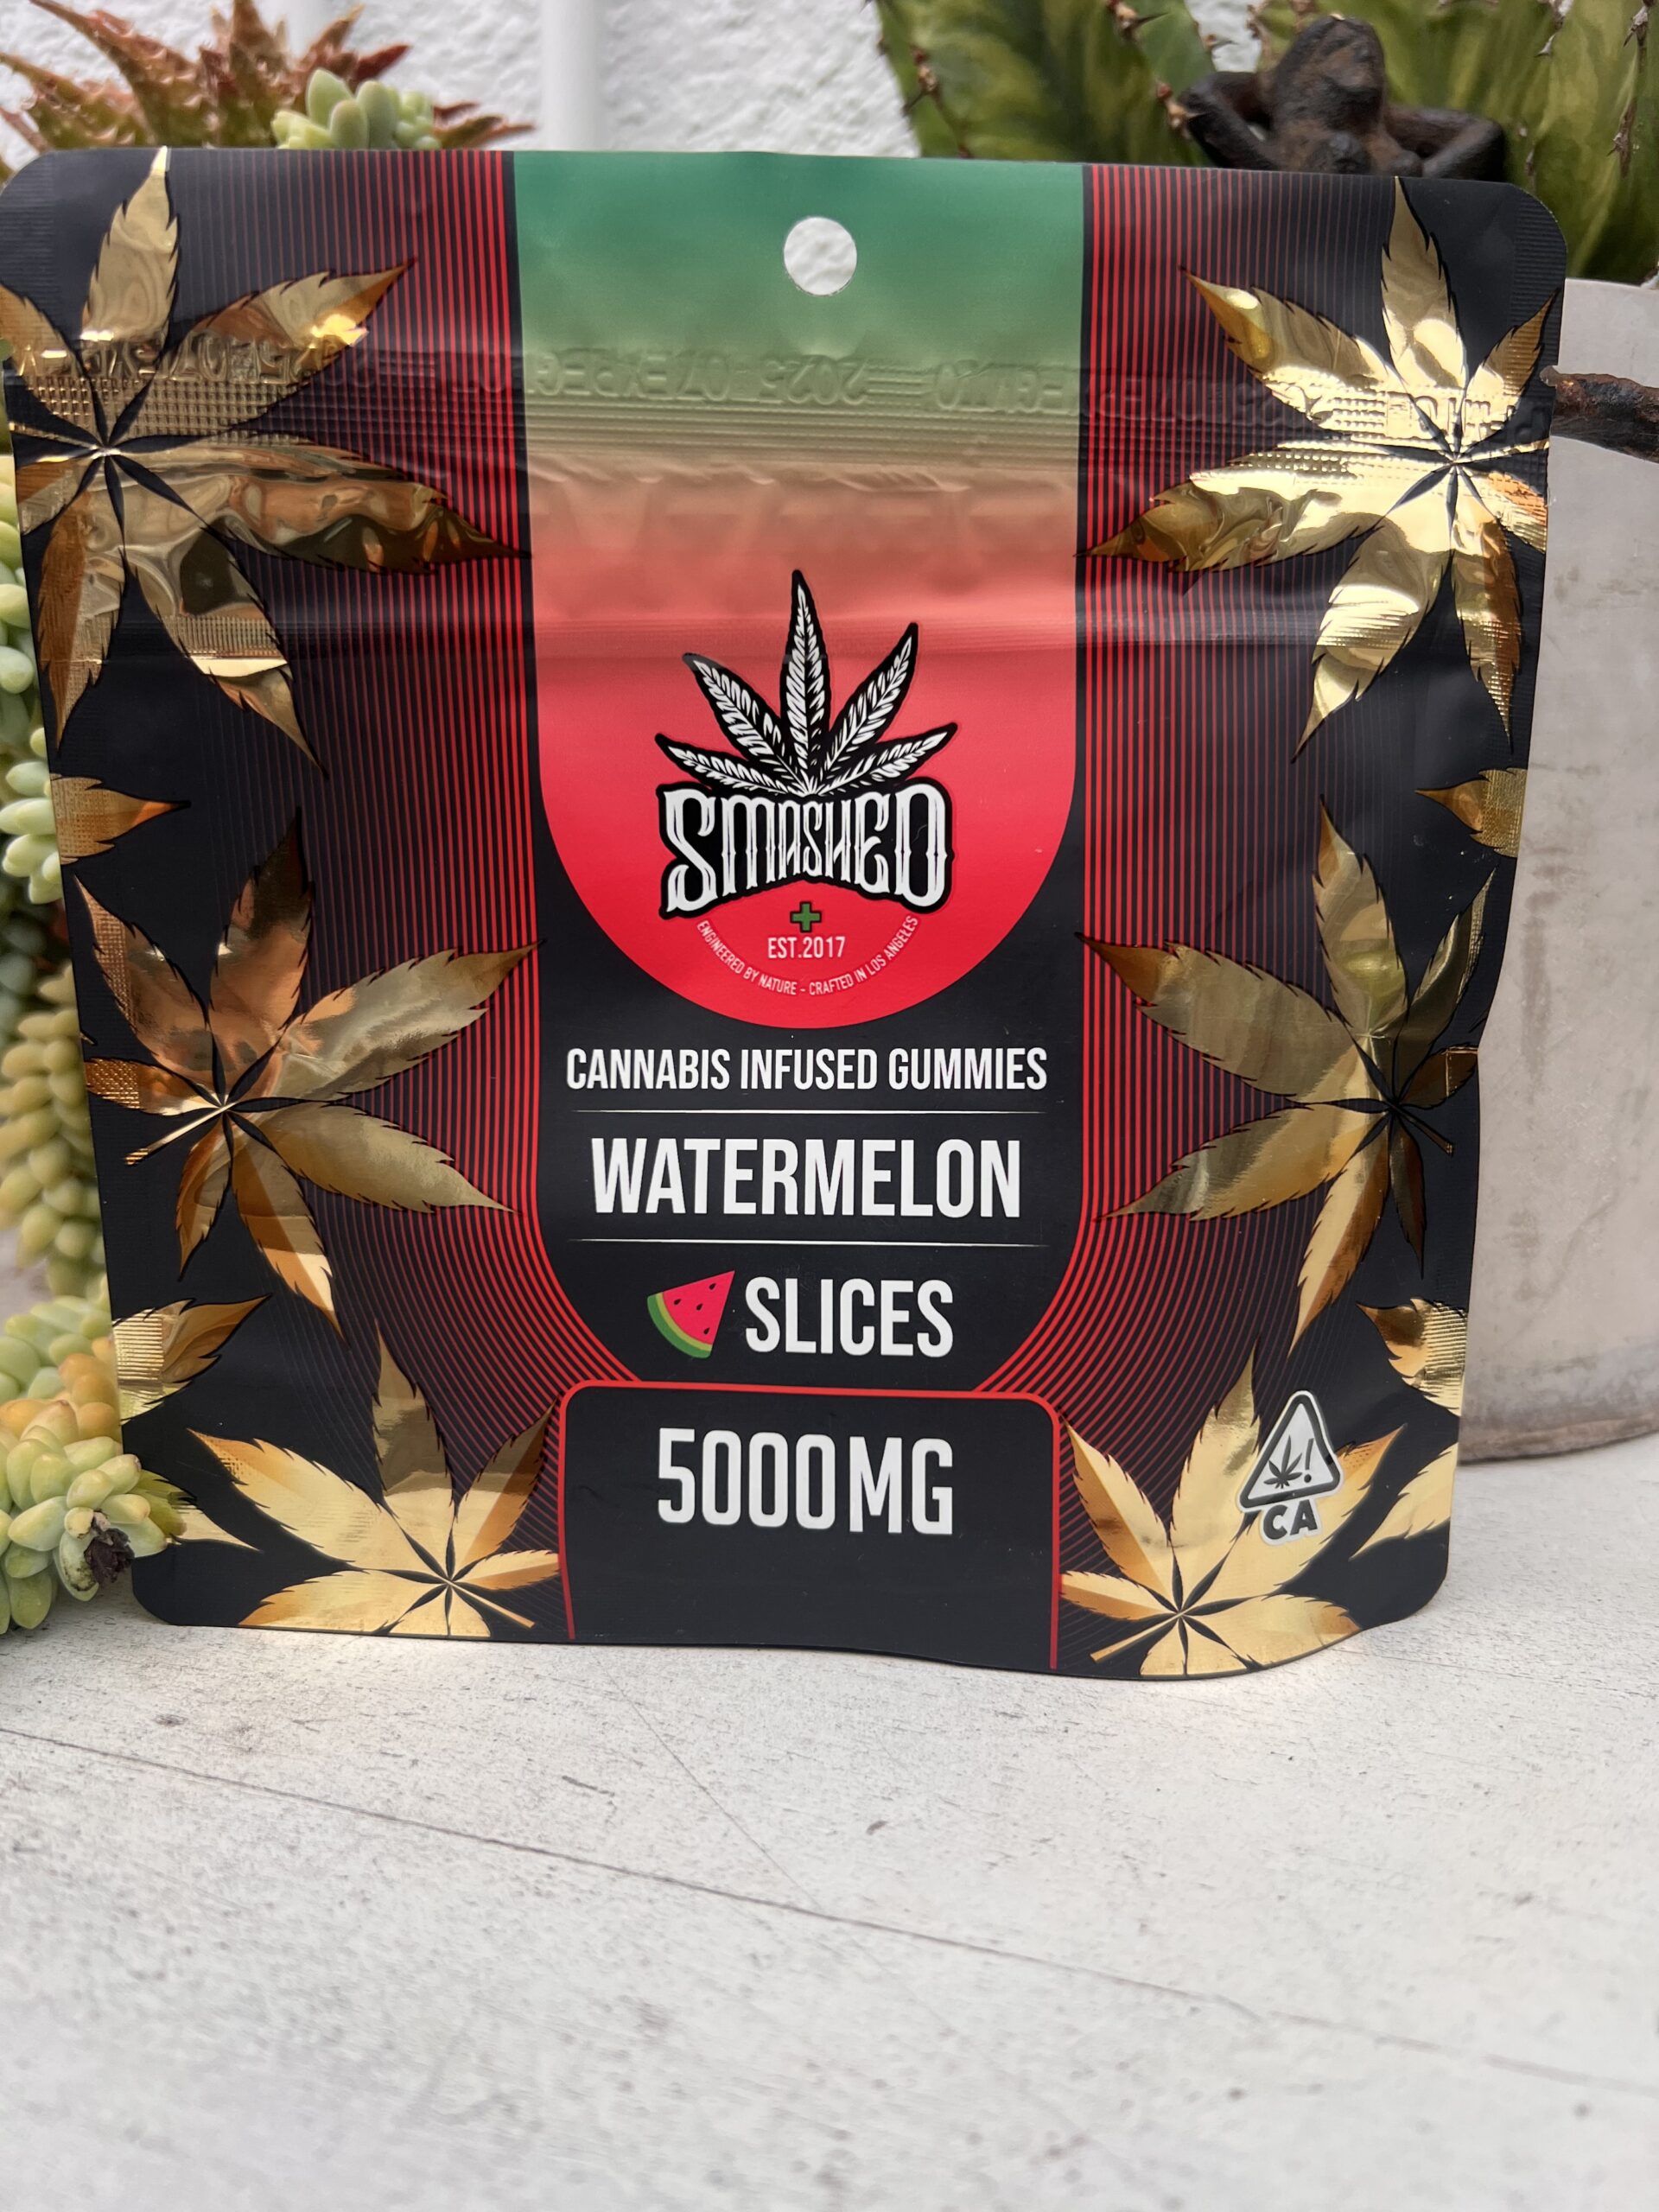 SMASHED
EST.2017
ENGINEERED BY NATURE - CRAFTED IN LOS ANGELES
CANNABIS INFUSED GUMMIES
WATERMELON
SLICES
5000MG
!
CA